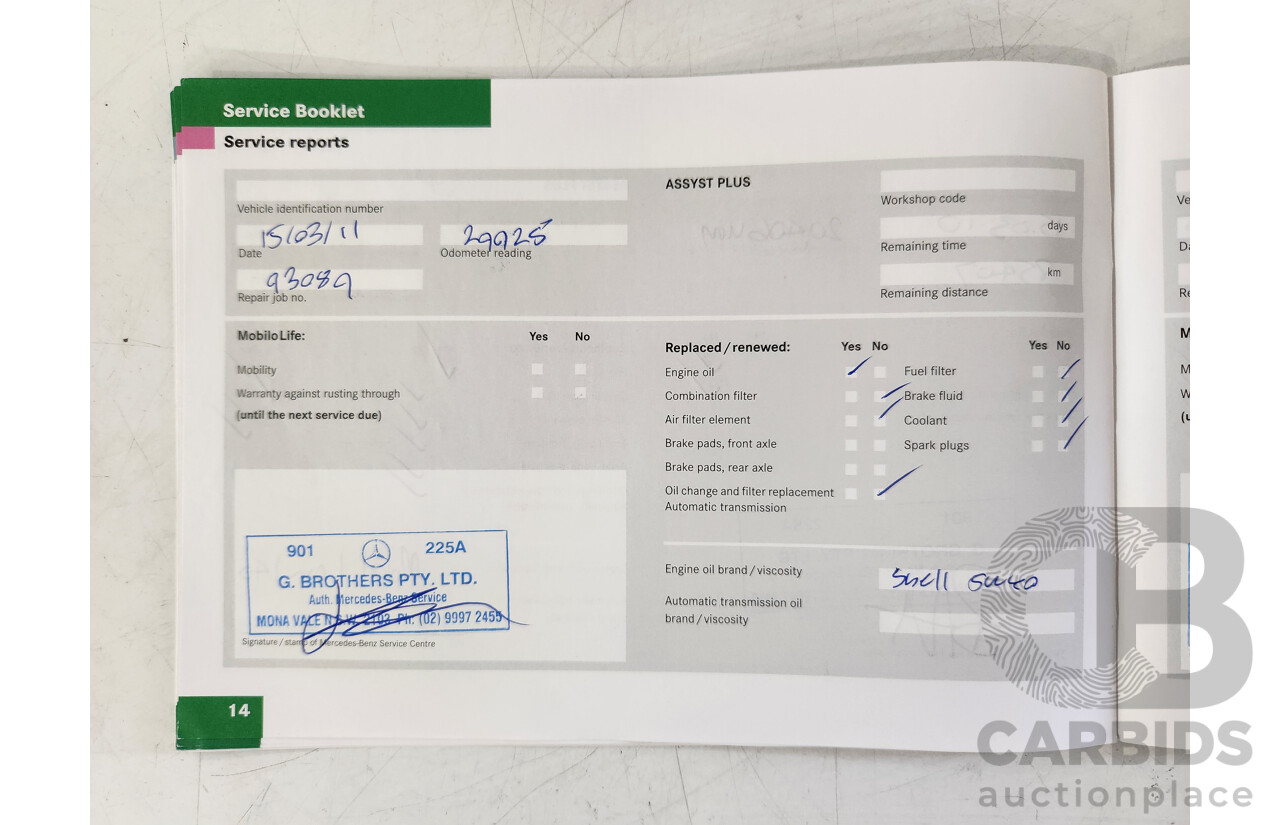 Service Booklet
Service reports
Vehicle identification number
15/03/11
Date
29925
Odometer reading
93089
Repair job no.
ASSYST PLUS
Workshop code
days
Remaining time
km
Remaining distance
MobiloLife:
Yes No
Mobility
Warranty against rusting through
(until the next service due)
Replaced / renewed:
Yes No
Engine oil
Combination filter
Air filter element
Brake pads, front axle
Brake pads, rear axle
Oil change and filter replacement
Automatic transmission
Yes No
Fuel filter
Brake fluid
Coolant
Spark plugs
Engine oil brand / viscosity
Shell 5W40
Automatic transmission oil
brand / viscosity
901 225A
G. BROTHERS PTY. LTD.
Auth. Mercedes-Benz Service
MONA VALE N.S.W. 2103 Ph: (02) 9997 2455
Signature / stamp of Mercedes-Benz Service Centre
14
CARBIDS
auctionplace